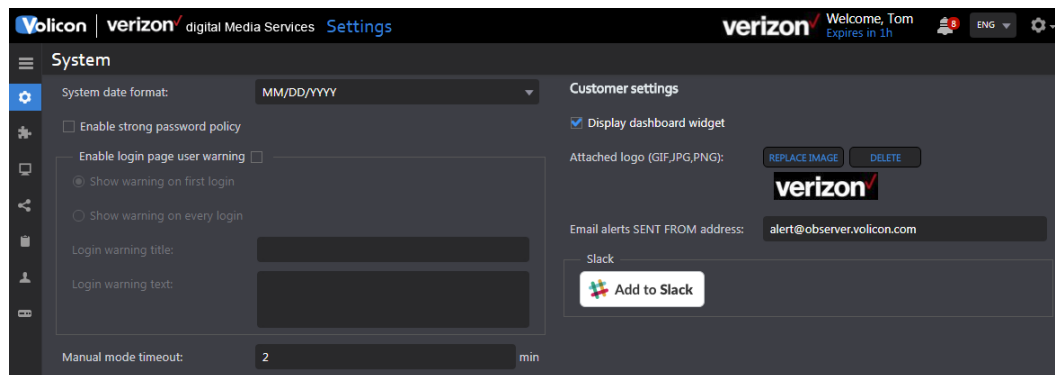 Volicon verizon✓ digital Media Services Settings
verizon✓ Welcome, Tom
Expires in 1h
8
ENG
System
System date format: MM/DD/YYYY
Enable strong password policy
Enable login page user warning
Show warning on first login
Show warning on every login
Login warning title:
Login warning text:
Manual mode timeout: 2 min
Customer settings
Display dashboard widget
Attached logo (GIF,JPG,PNG): REPLACE IMAGE DELETE
verizon✓
Email alerts SENT FROM address: alert@observer.volicon.com
Slack
Add to Slack